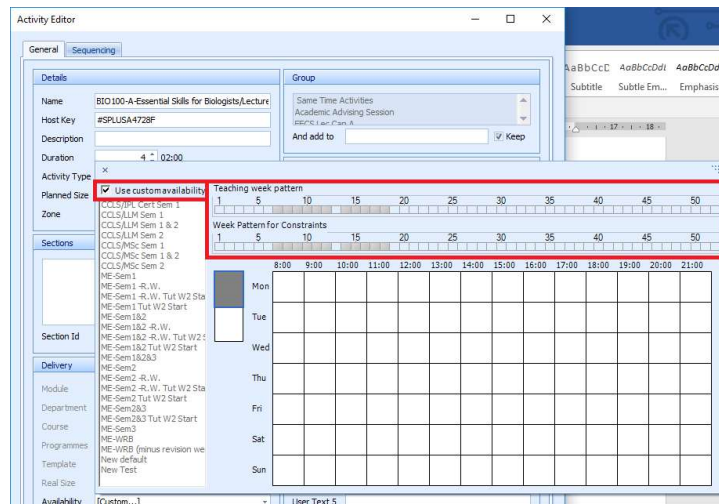 Activity Editor
General Sequencing
Details
Name BIO100-A-Essential Skills for Biologists/Lecture
Host Key #SPLUSA4728F
Description
Duration 4 02:00
Activity Type
Planned Size
Zone
Sections
Section Id
Delivery
Module
Department
Course
Programmes
Template
Real Size
Availability [Custom...]
Group
Same Time Activities
Academic Advising Session
EECS Lec Cap A
And add to Keep
User Text 5
AaBbCcD AaBbCcDdI AaBbCcDd
Subtitle Subtle Em... Emphasis
17 18
Use custom availability
CCLS/IPL Cert Sem 1
CCLS/LLM Sem 1
CCLS/LLM Sem 1 & 2
CCLS/LLM Sem 2
CCLS/MSc Sem 1
CCLS/MSc Sem 1 & 2
CCLS/MSc Sem 2
ME-Sem1
ME-Sem1 -R.W.
ME-Sem1 -R.W. Tut W2 Sta
ME-Sem1 Tut W2 Start
ME-Sem1&2
ME-Sem1&2 -R.W.
ME-Sem1&2 -R.W. Tut W2 S
ME-Sem1&2 Tut W2 Start
ME-Sem1&2&3
ME-Sem2
ME-Sem2 -R.W.
ME-Sem2 -R.W. Tut W2 Sta
ME-Sem2 Tut W2 Start
ME-Sem2&3
ME-Sem2&3 Tut W2 Start
ME-Sem3
ME-WRB
ME-WRB (minus revision we
New default
New Test
Teaching week pattern
1 5 10 15 20 25 30 35 40 45 50
Week Pattern for Constraints
1 5 10 15 20 25 30 35 40 45 50
8:00 9:00 10:00 11:00 12:00 13:00 14:00 15:00 16:00 17:00 18:00 19:00 20:00 21:00
Mon
Tue
Wed
Thu
Fri
Sat
Sun